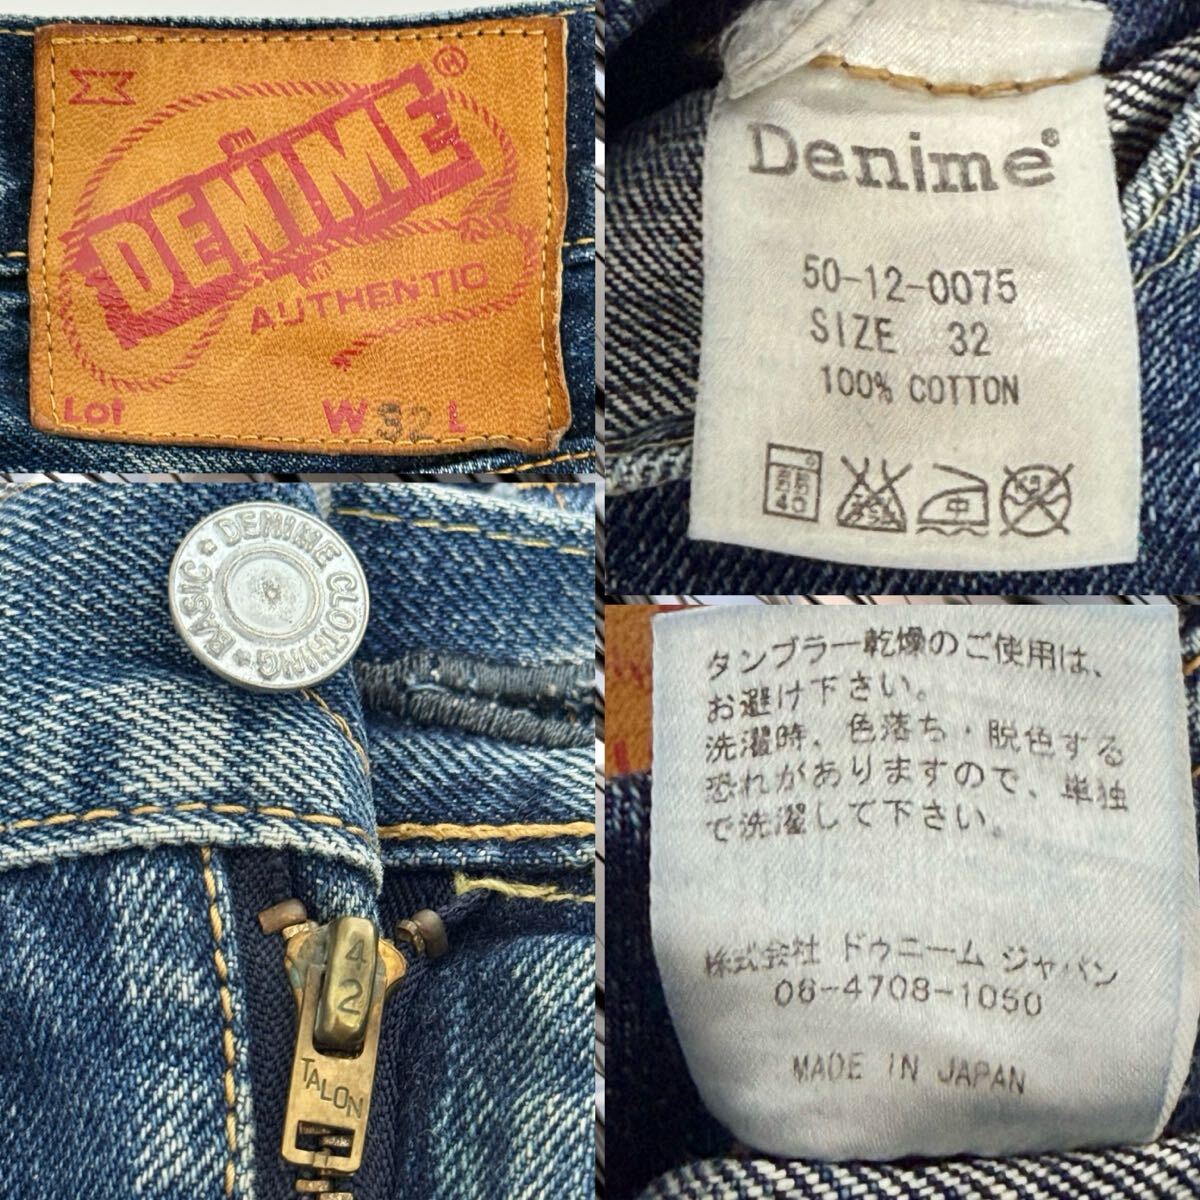 DENIME®
AUTHENTIC
Lot W 32 L
Denime®
50-12-0075
SIZE 32
100% COTTON
40
中
DENIME CLOTHING
BASIC
42
TALON
タンブラー乾燥のご使用は、
お避け下さい。
洗濯時、色落ち・脱色する
恐れがありますので、単独
で洗濯して下さい。
株式会社 ドゥニーム ジャパン
06-4708-1050
MADE IN JAPAN